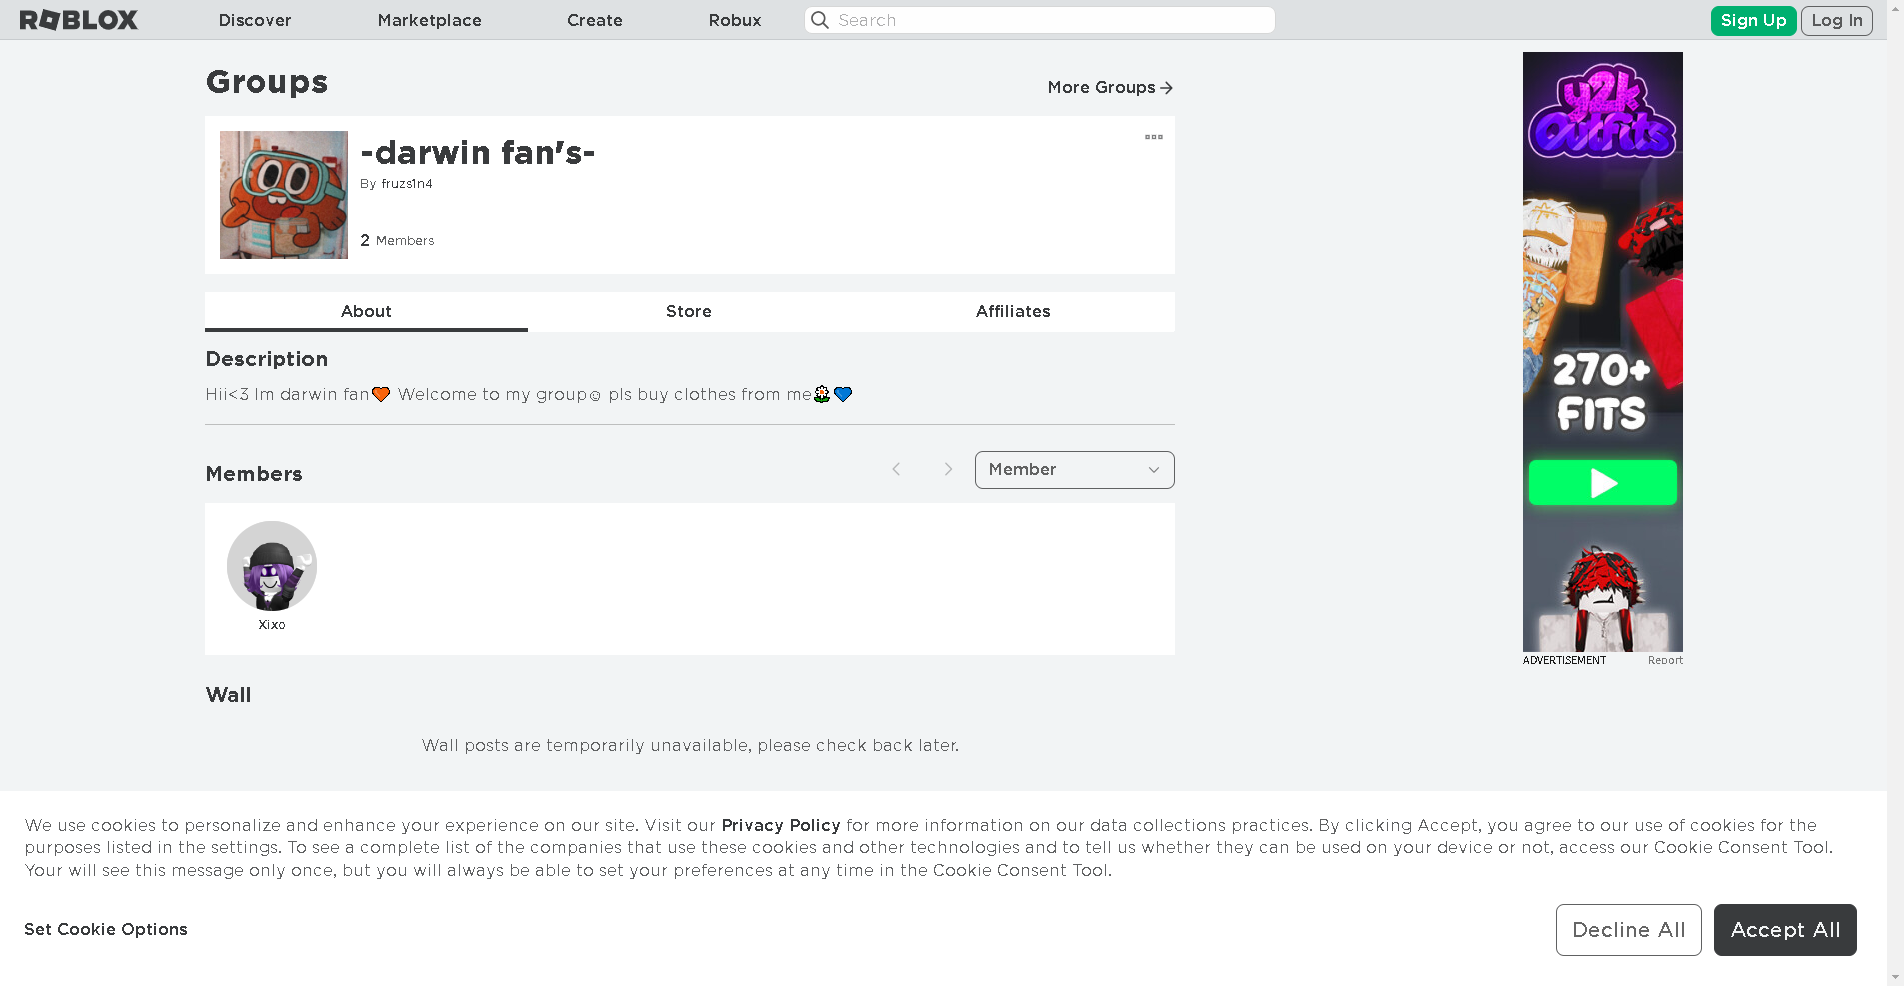 ROBLOX
Discover
Marketplace
Create
Robux
Search
Sign Up
Log In
Groups
More Groups
-darwin fan's-
By fruzs1n4
2 Members
About
Store
Affiliates
Description
Hii<3 Im darwin fan🧡 Welcome to my group☺ pls buy clothes from me🌼💙
Members
Member
Xixo
Wall
Wall posts are temporarily unavailable, please check back later.
y2k
Outfits
270+
FITS
ADVERTISEMENT
Report
We use cookies to personalize and enhance your experience on our site. Visit our Privacy Policy for more information on our data collections practices. By clicking Accept, you agree to our use of cookies for the
purposes listed in the settings. To see a complete list of the companies that use these cookies and other technologies and to tell us whether they can be used on your device or not, access our Cookie Consent Tool.
Your will see this message only once, but you will always be able to set your preferences at any time in the Cookie Consent Tool.
Set Cookie Options
Decline All
Accept All